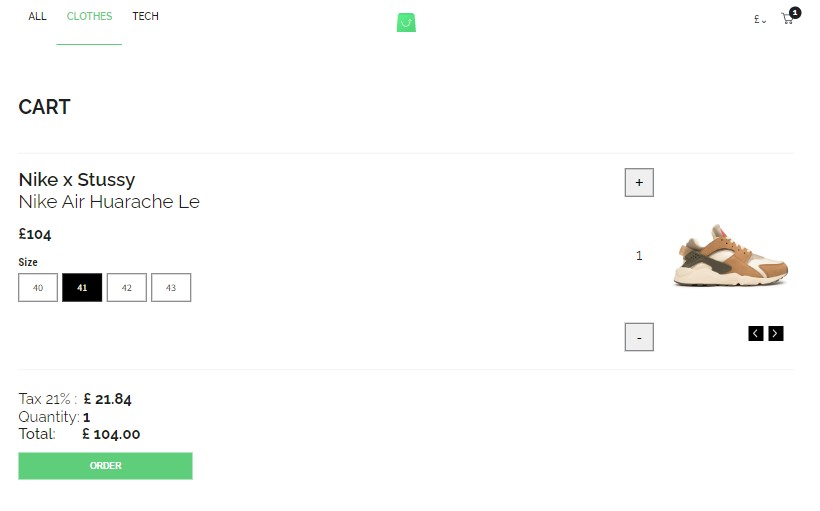 ALL CLOTHES TECH £ 1
CART
Nike x Stussy
Nike Air Huarache Le
£104
Size
40 41 42 43
+
1
-
Tax 21% : £ 21.84
Quantity: 1
Total: £ 104.00
ORDER